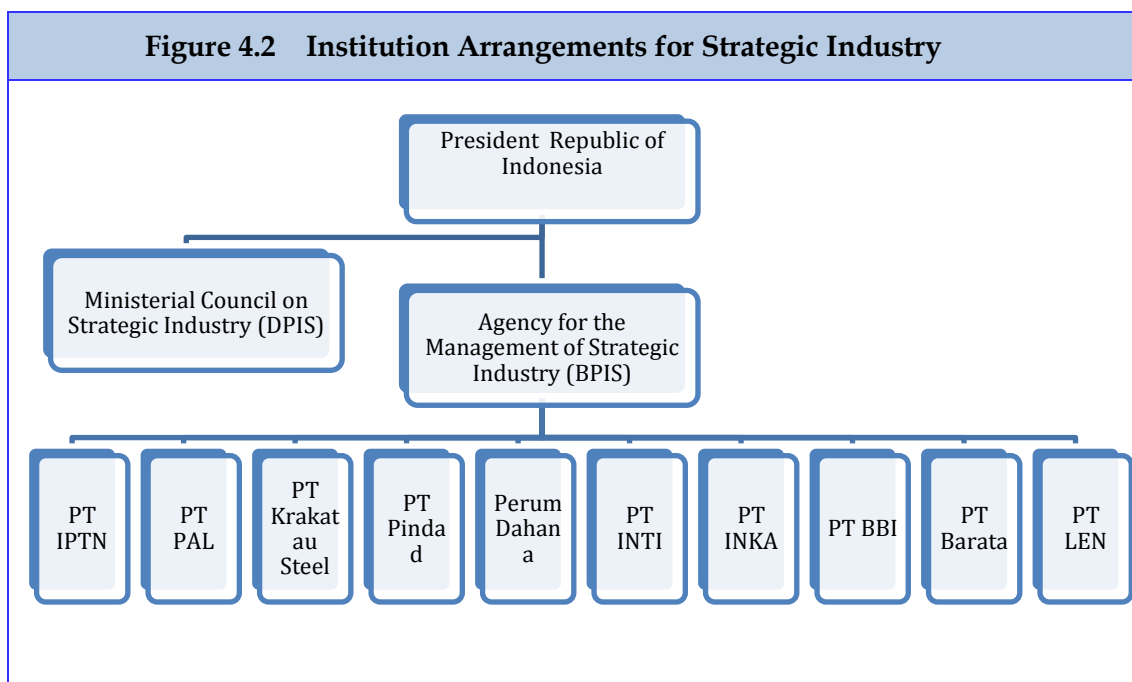 Figure 4.2 Institution Arrangements for Strategic Industry
President Republic of
Indonesia
Ministerial Council on
Strategic Industry (DPIS)
Agency for the
Management of Strategic
Industry (BPIS)
PT
IPTN
PT
PAL
PT
Krakat
au
Steel
PT
Pinda
d
Perum
Dahan
a
PT
INTI
PT
INKA
PT BBI
PT
Barata
PT
LEN